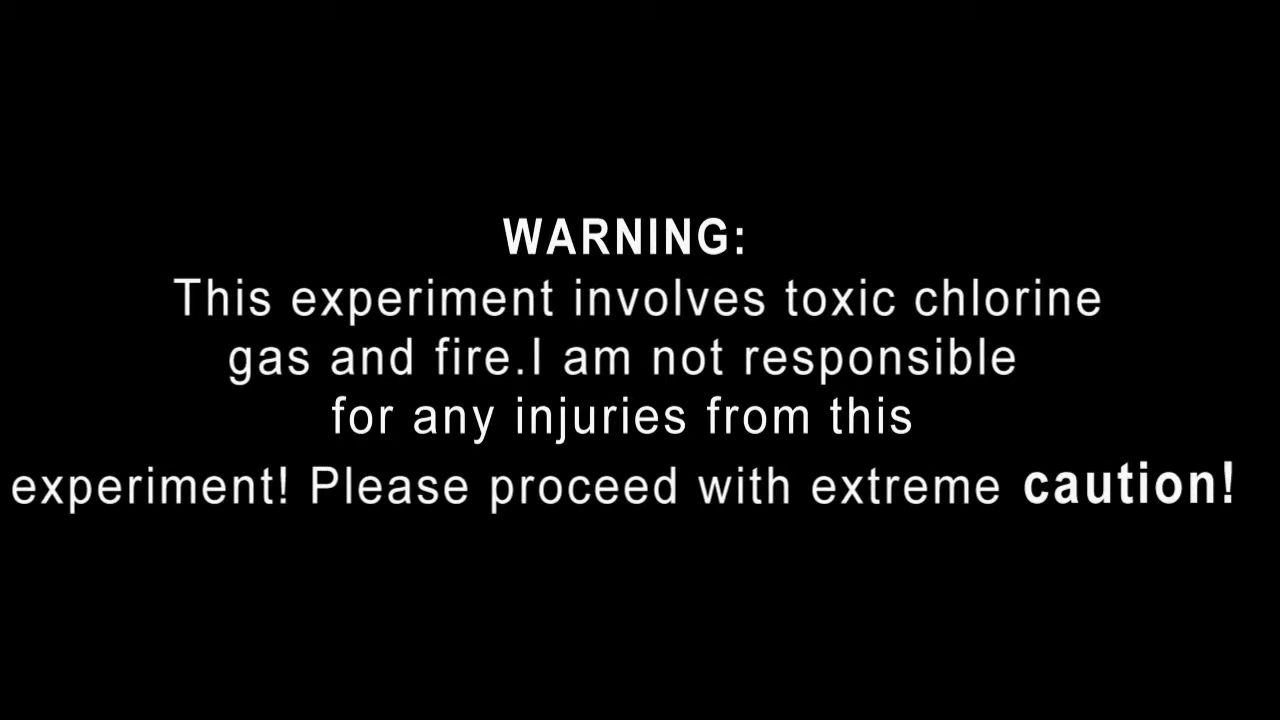 WARNING:
This experiment involves toxic chlorine
gas and fire.I am not responsible
for any injuries from this
experiment! Please proceed with extreme caution!